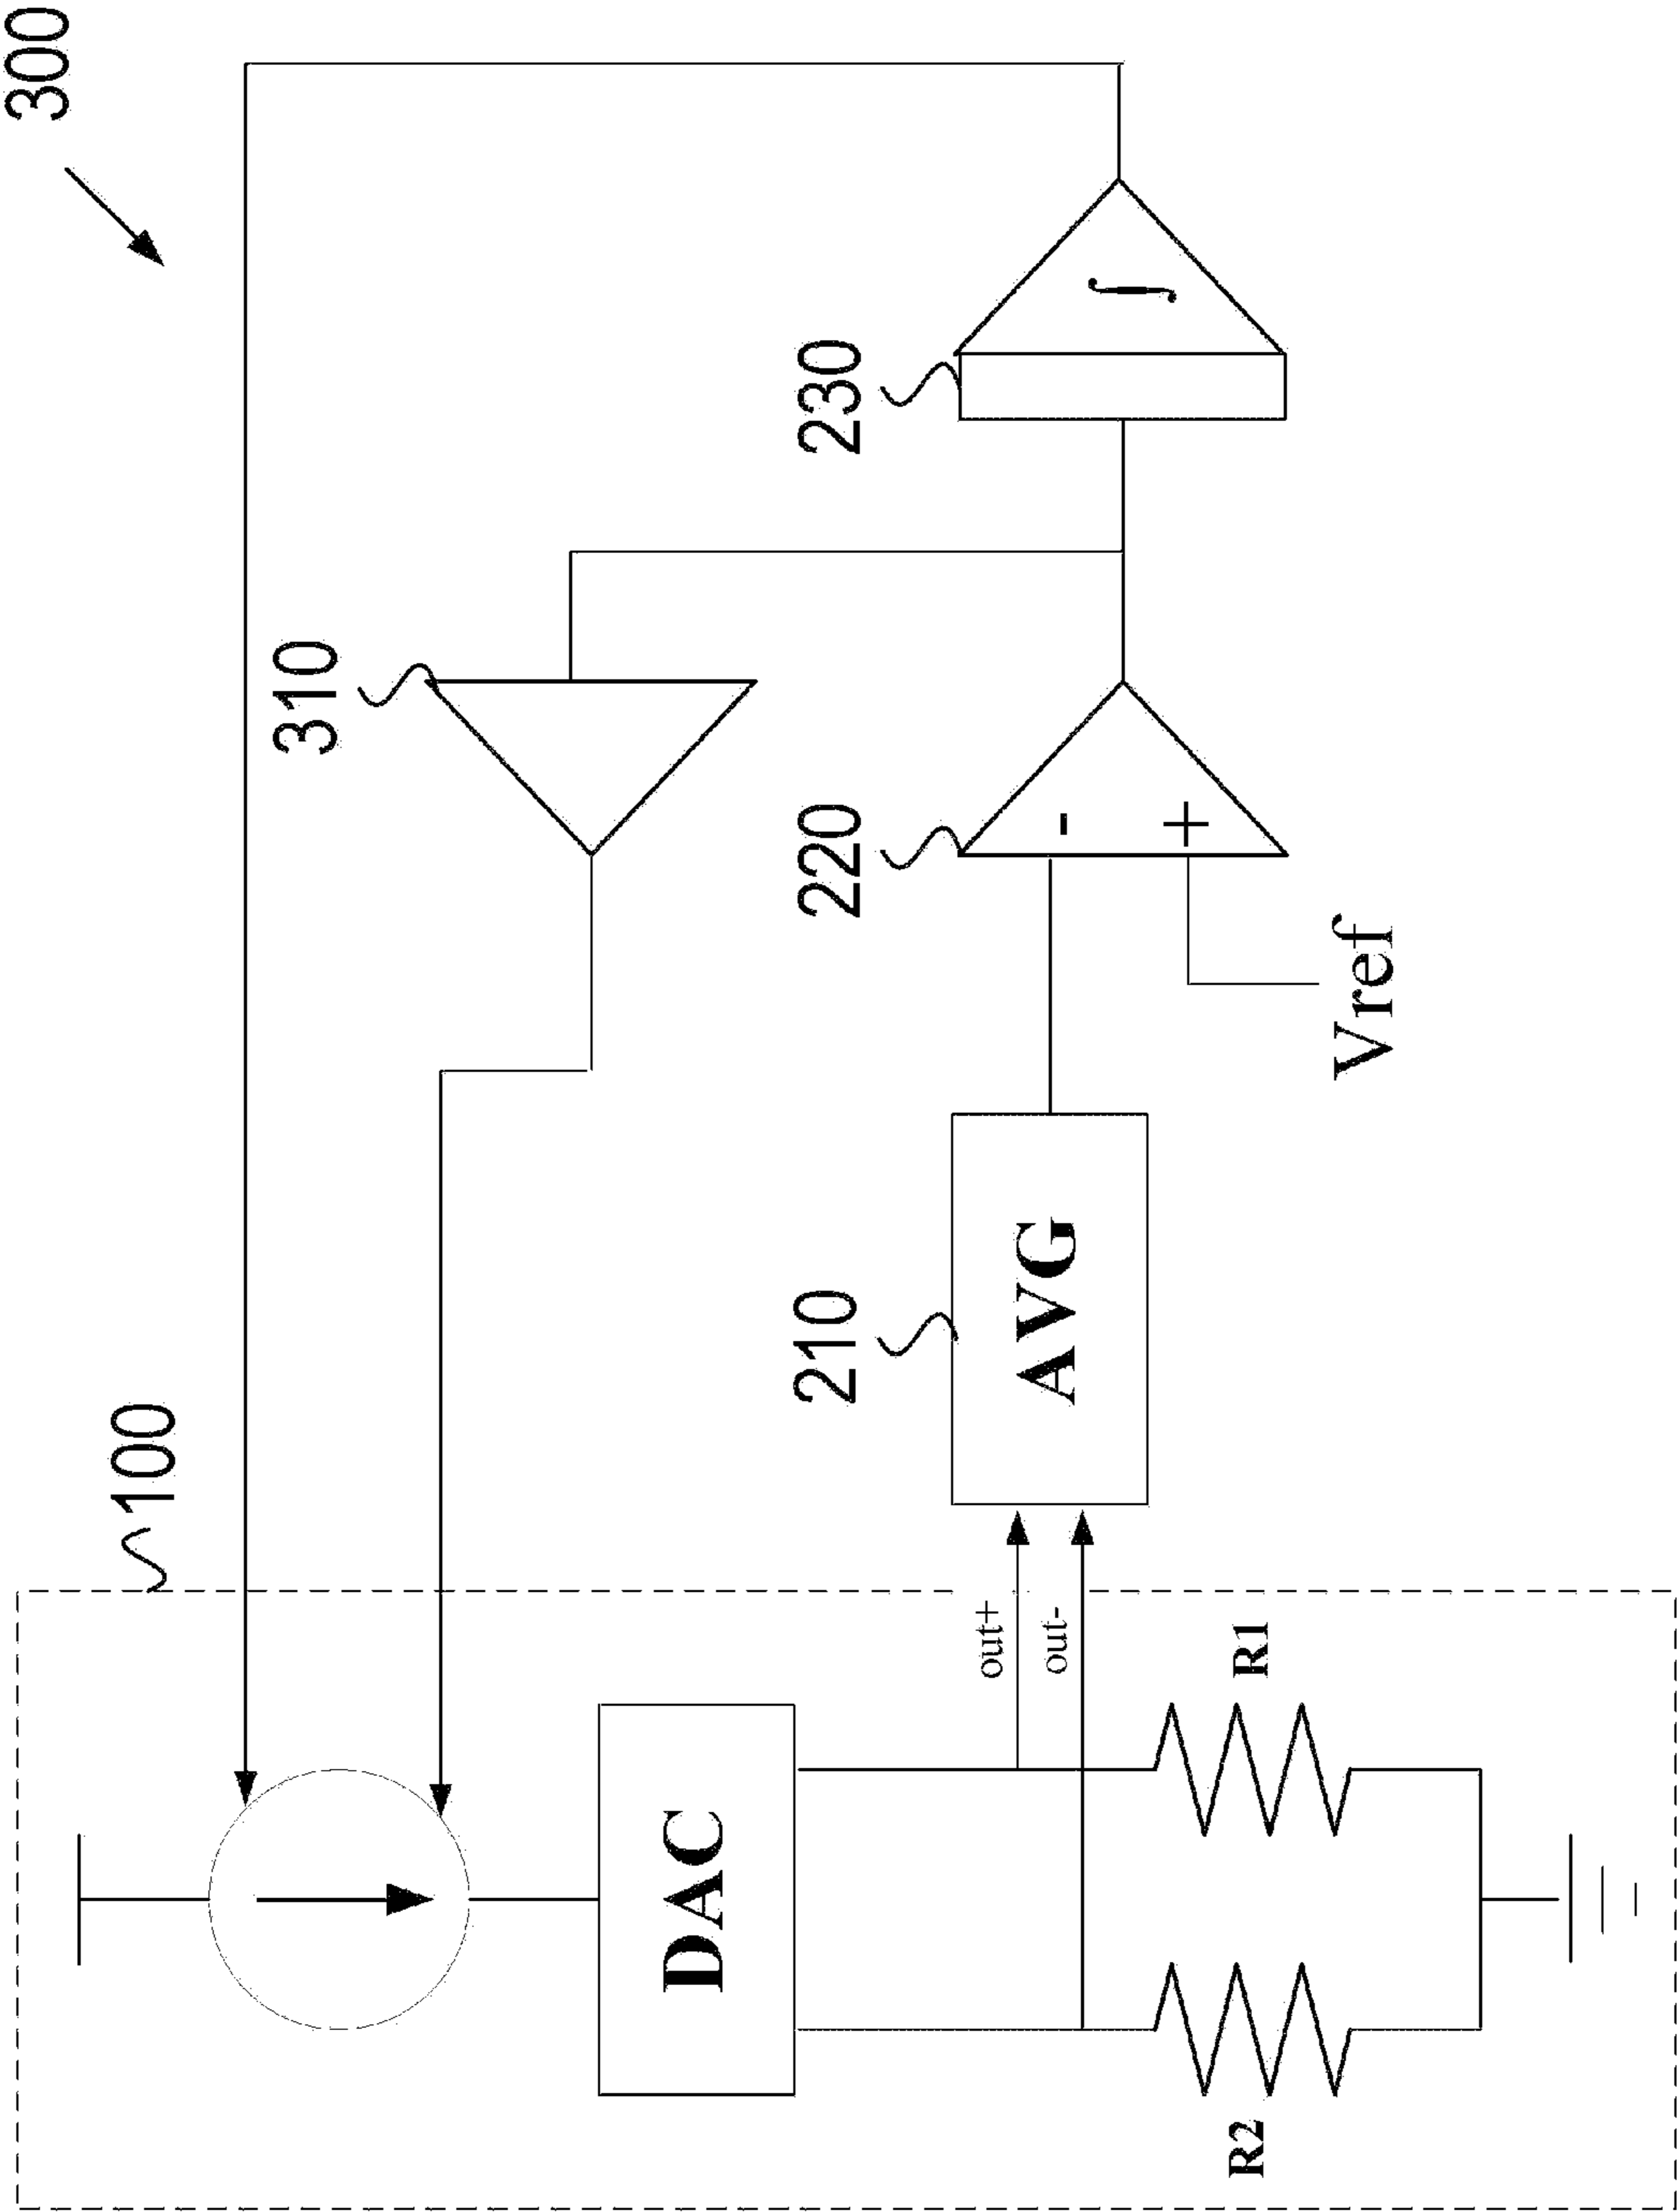 300
100
310
230
220
210
∫
DAC
AVG
-
+
Vref
out+
out-
R1
R2